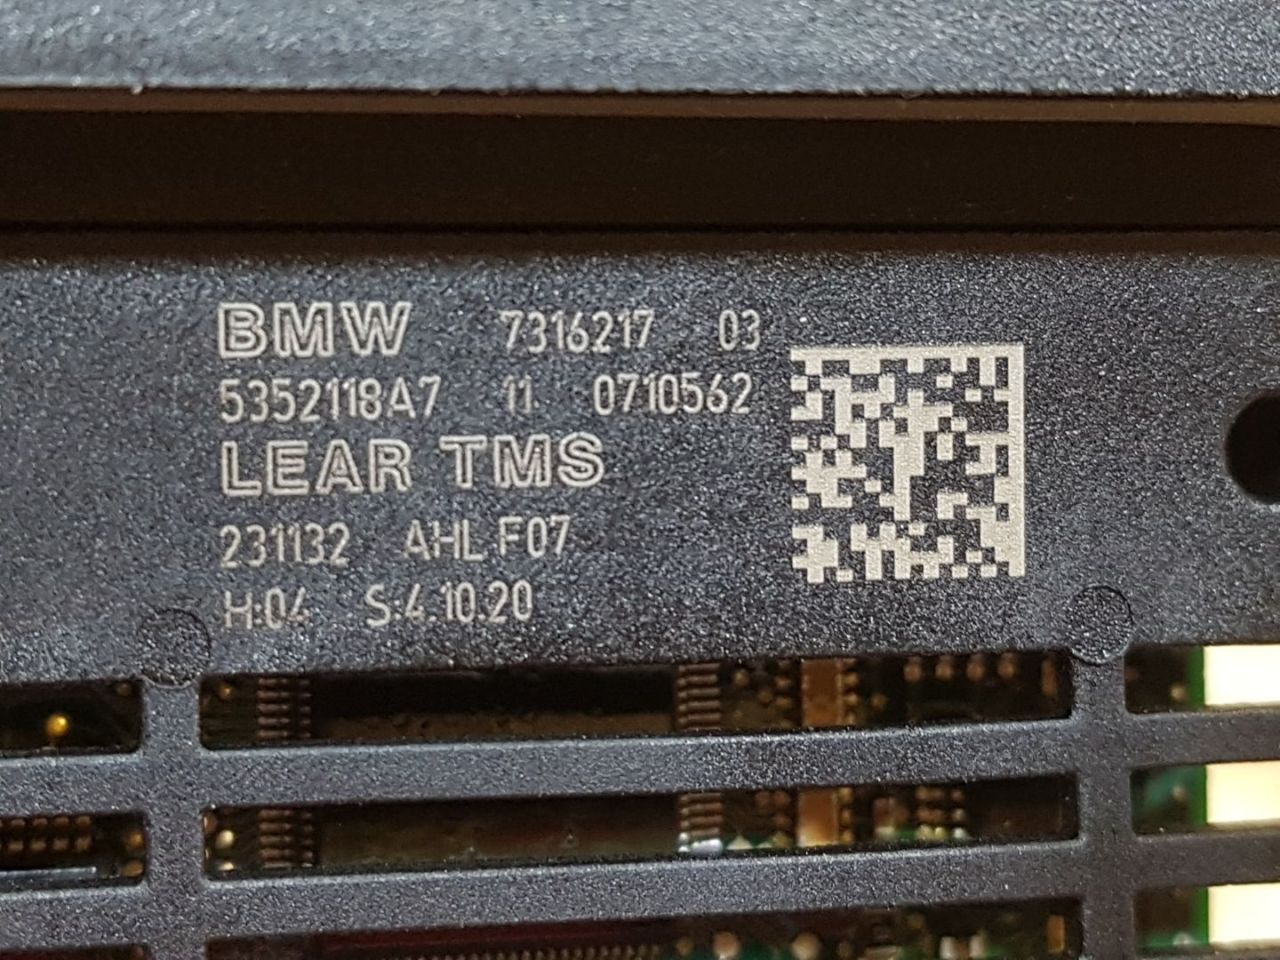 BMW 7316217 03
5352118A7 11 0710562
LEAR TMS
231132 AHL F07
H:04 S:4.10.20